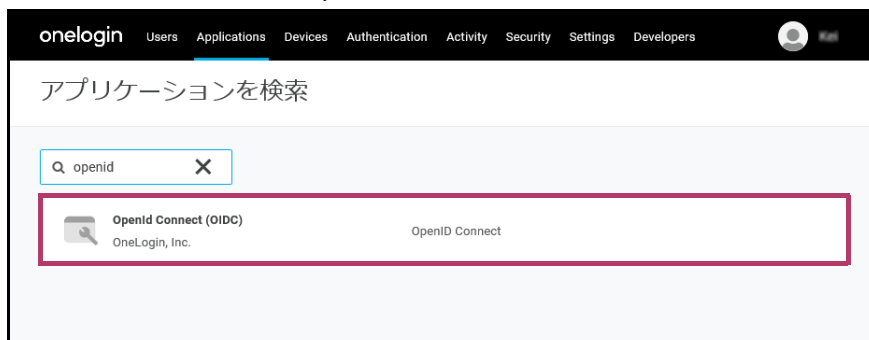 onelogin Users Applications Devices Authentication Activity Security Settings Developers
アプリケーションを検索
openid
OpenId Connect (OIDC)
OneLogin, Inc.
OpenID Connect